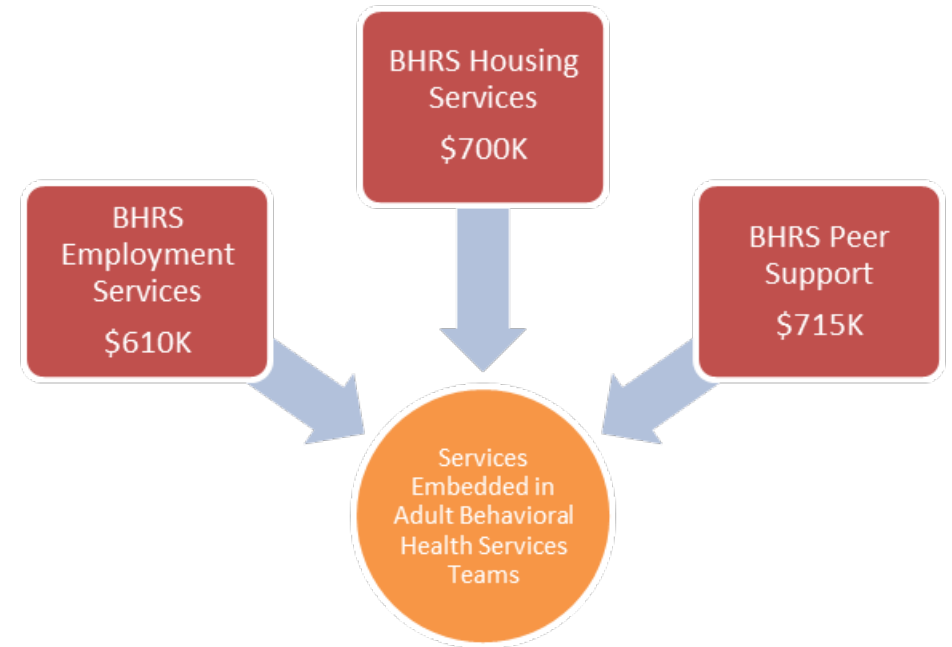 BHRS Housing
Services
$700K
BHRS
Employment
Services
$610K
BHRS Peer
Support
$715K
Services
Embedded in
Adult Behavioral
Health Services
Teams